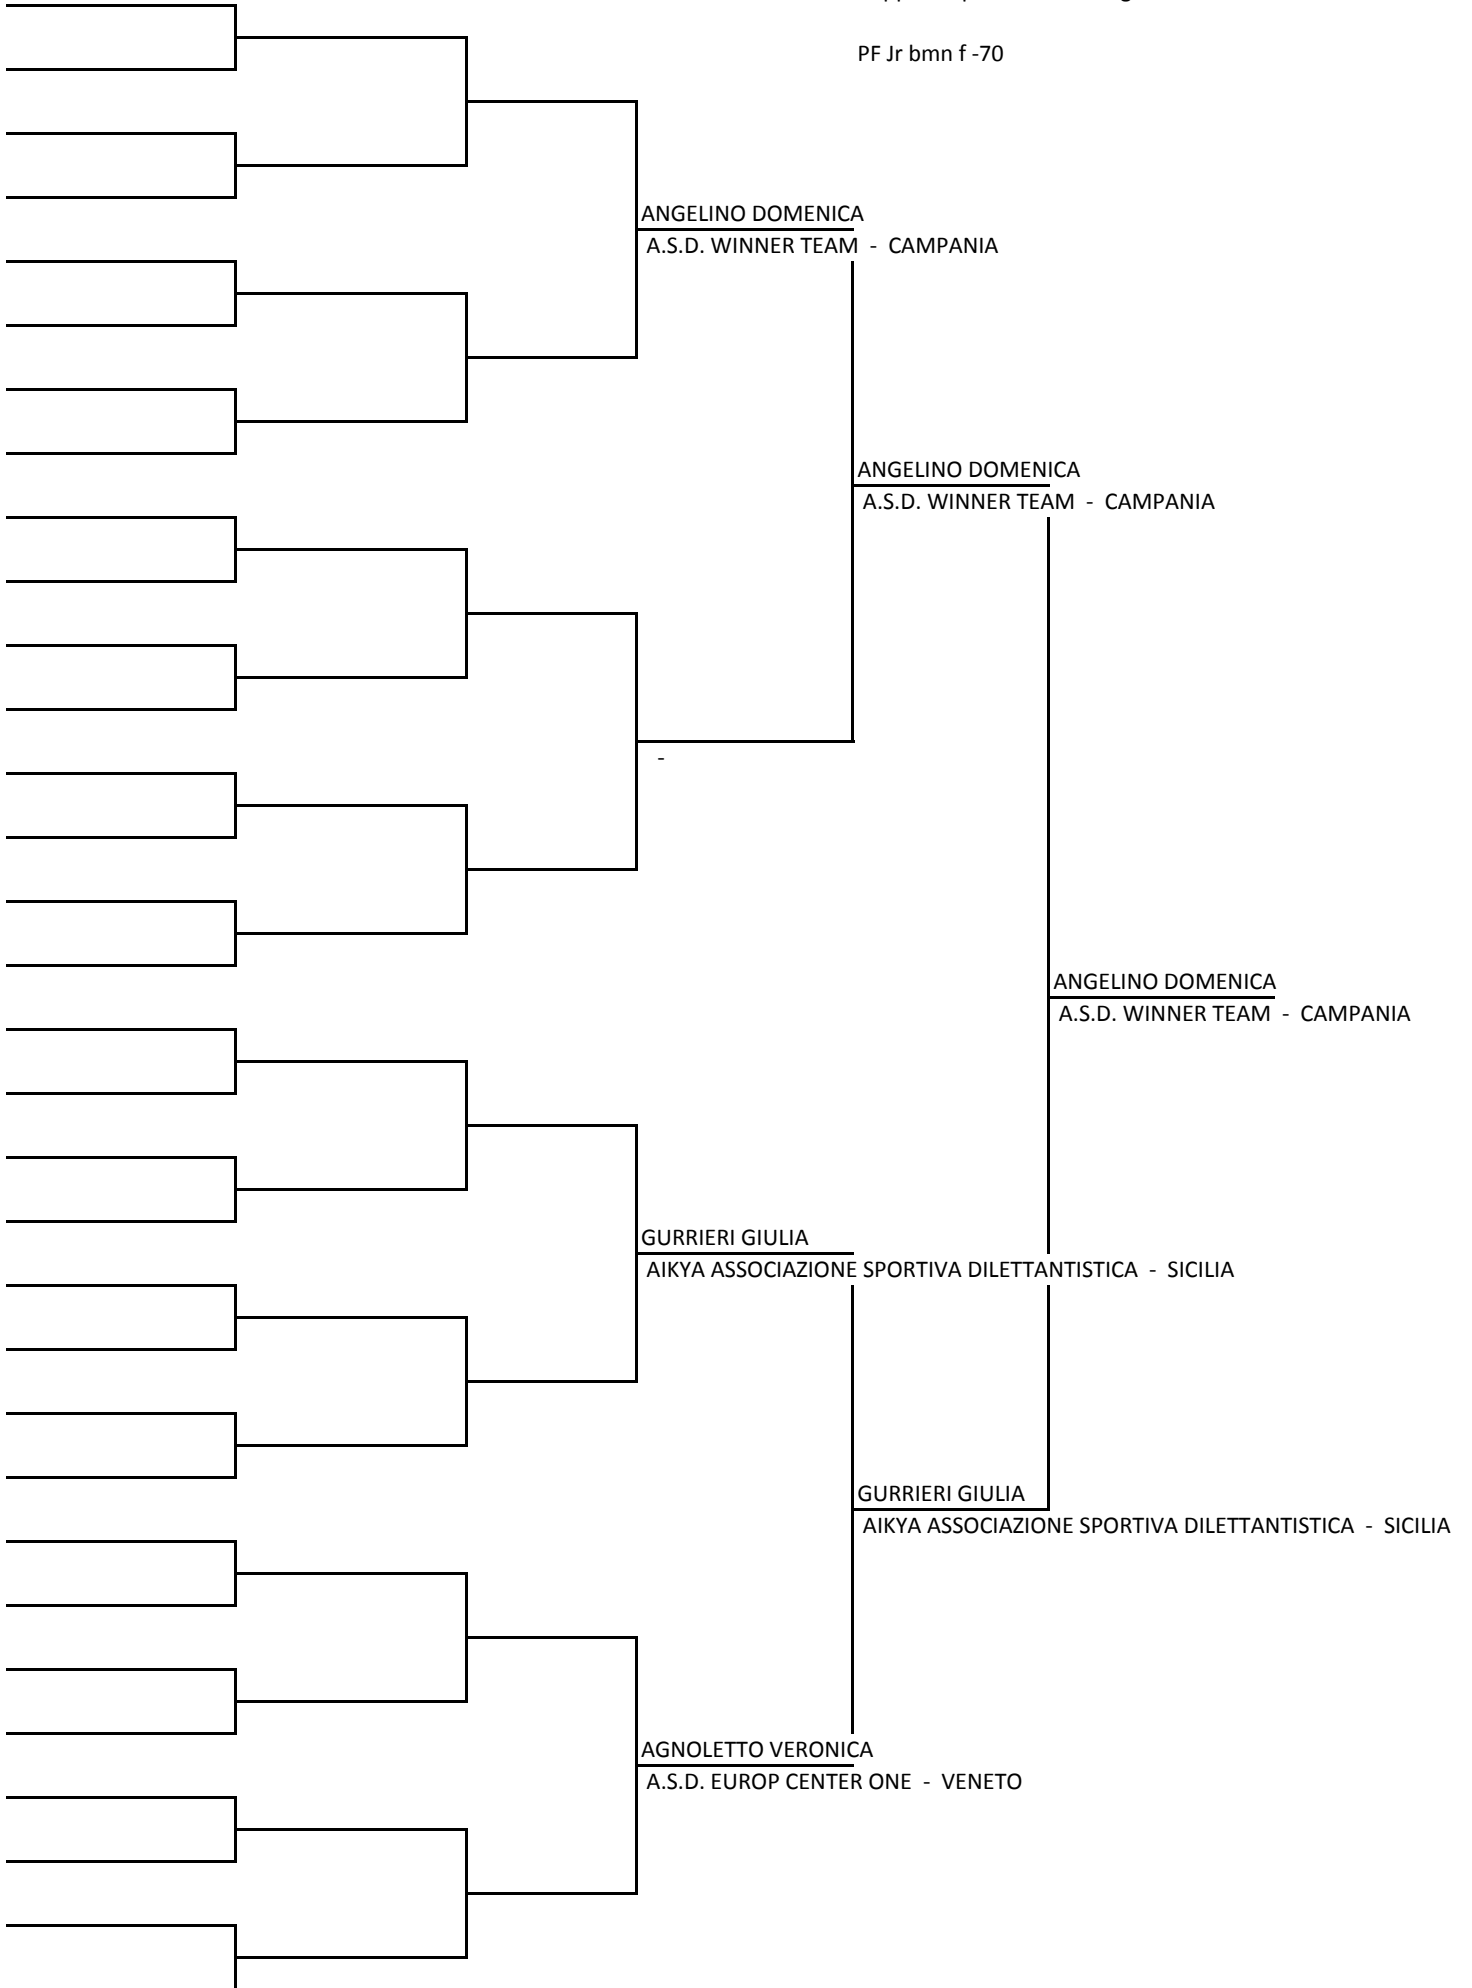 PF Jr bmn f -70
ANGELINO DOMENICA
A.S.D. WINNER TEAM - CAMPANIA
ANGELINO DOMENICA
A.S.D. WINNER TEAM - CAMPANIA
-
ANGELINO DOMENICA
A.S.D. WINNER TEAM - CAMPANIA
GURRIERI GIULIA
AIKYA ASSOCIAZIONE SPORTIVA DILETTANTISTICA - SICILIA
GURRIERI GIULIA
AIKYA ASSOCIAZIONE SPORTIVA DILETTANTISTICA - SICILIA
AGNOLETTO VERONICA
A.S.D. EUROP CENTER ONE - VENETO